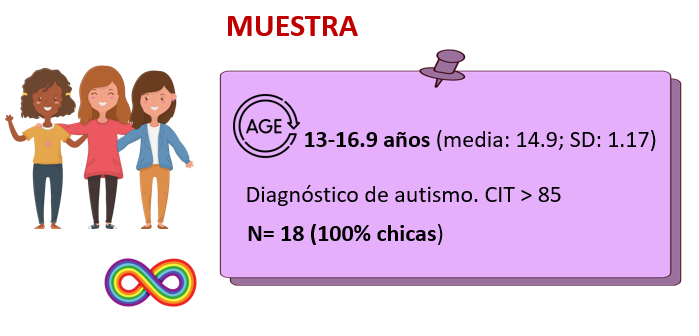 MUESTRA
AGE
13-16.9 años (media: 14.9; SD: 1.17)
Diagnóstico de autismo. CIT > 85
N= 18 (100% chicas)